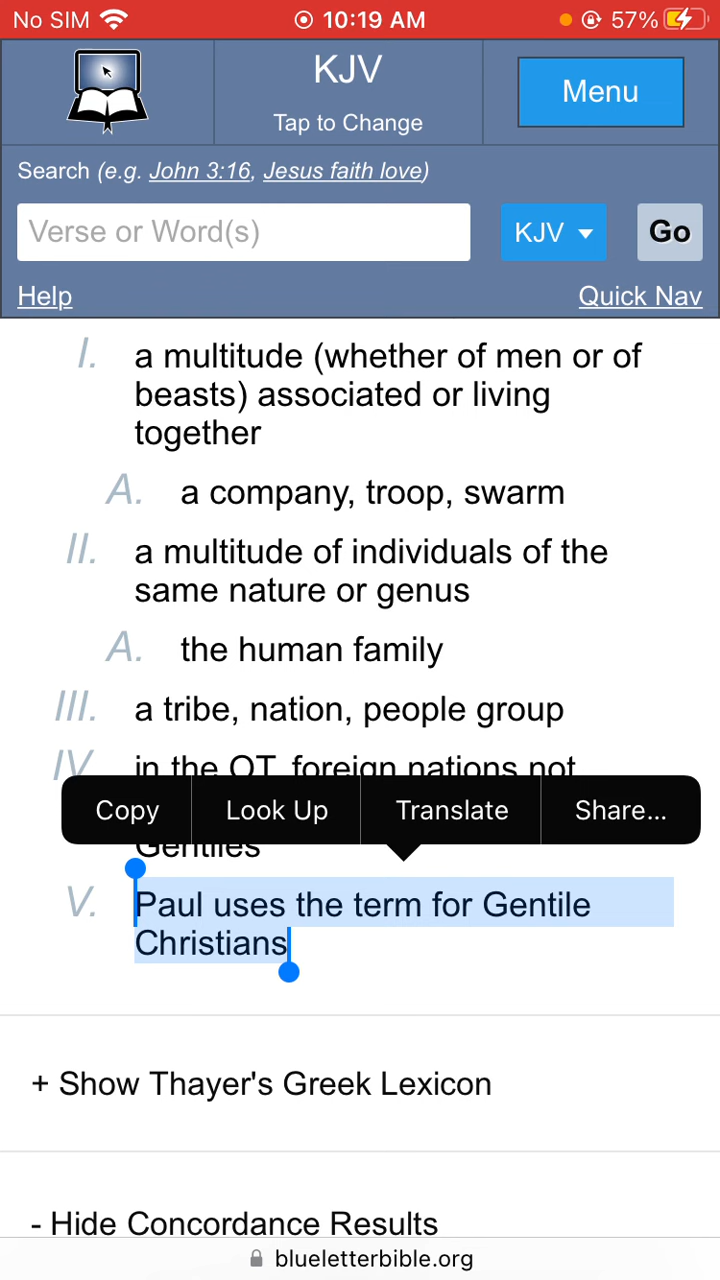 No SIM 10:19 AM 57%
KJV
Tap to Change
Menu
Search (e.g. John 3:16, Jesus faith love)
Verse or Word(s) KJV Go
Help Quick Nav
I. a multitude (whether of men or of
beasts) associated or living
together
A. a company, troop, swarm
II. a multitude of individuals of the
same nature or genus
A. the human family
III. a tribe, nation, people group
IV. in the OT, foreign nations not
Copy Look Up Translate Share...
Gentiles
V. Paul uses the term for Gentile
Christians
+ Show Thayer's Greek Lexicon
- Hide Concordance Results
blueletterbible.org